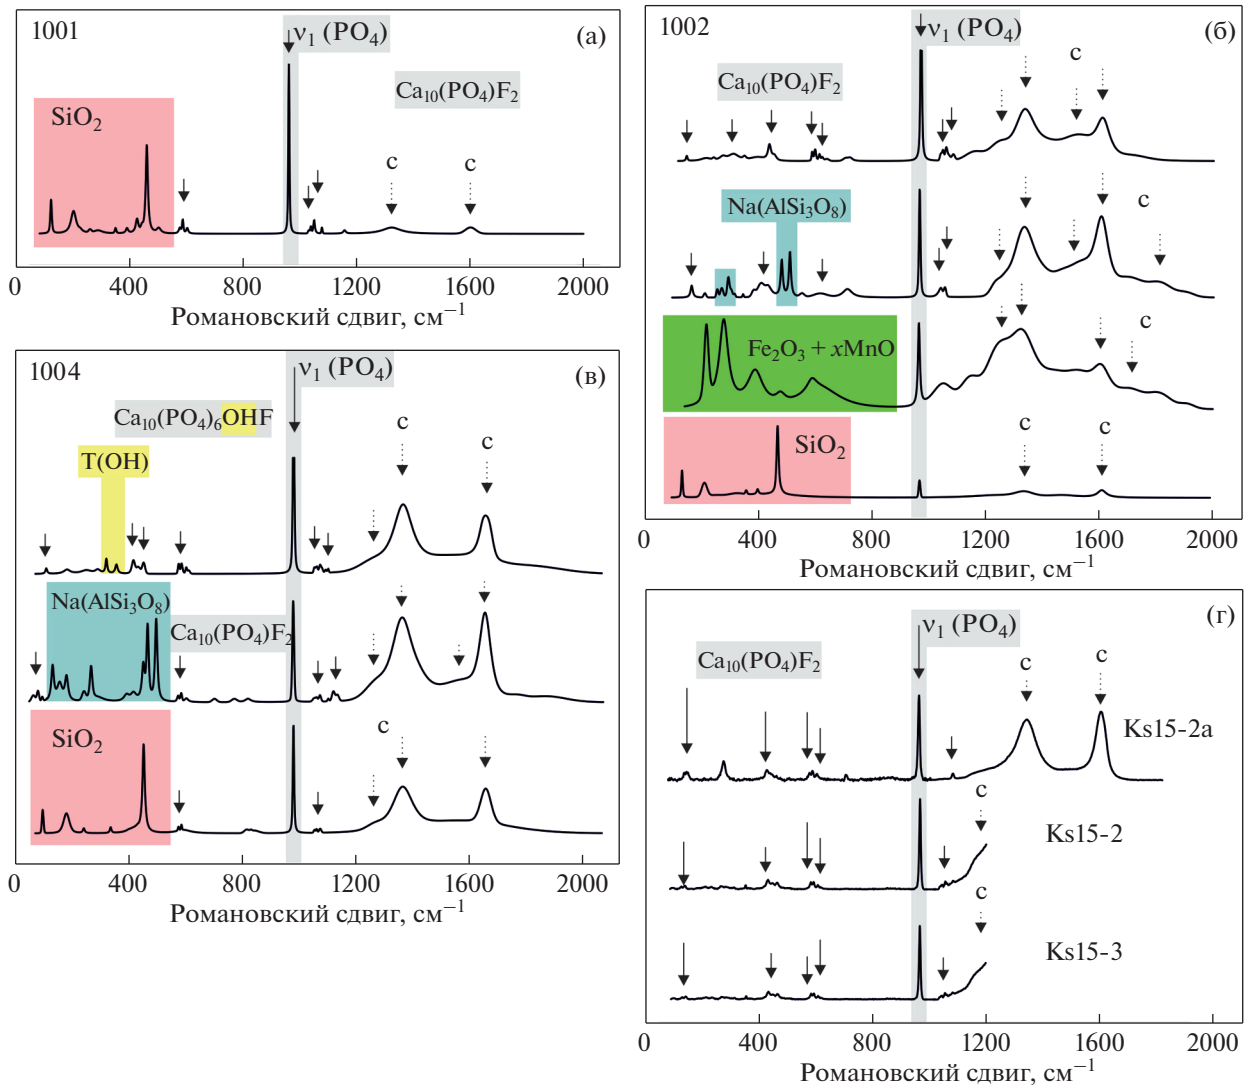 1001
(а)
ν1 (PO4)
Ca10(PO4)F2
SiO2
c
c
0 400 800 1200 1600 2000
Романовский сдвиг, см−1
1002
(б)
ν1 (PO4)
c
Ca10(PO4)F2
Na(AlSi3O8)
c
Fe2O3 + xMnO
c
SiO2
c
c
0 400 800 1200 1600 2000
Романовский сдвиг, см−1
1004
(в)
ν1 (PO4)
Ca10(PO4)6OHF
T(OH)
c
c
Na(AlSi3O8)
Ca10(PO4)F2
SiO2
c
0 400 800 1200 1600 2000
Романовский сдвиг, см−1
(г)
ν1 (PO4)
Ca10(PO4)F2
c
c
Ks15-2a
c
Ks15-2
c
Ks15-3
0 400 800 1200 1600 2000
Романовский сдвиг, см−1